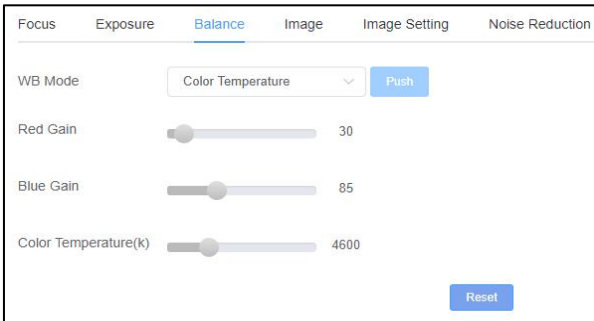 Focus Exposure Balance Image Image Setting Noise Reduction
WB Mode Color Temperature Push
Red Gain 30
Blue Gain 85
Color Temperature(k) 4600
Reset